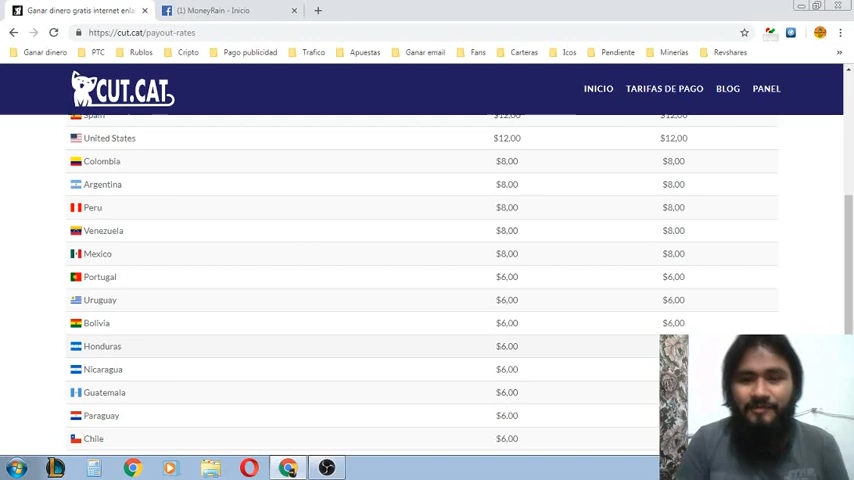 Ganar dinero gratis internet enla
(1) MoneyRain - Inicio
https://cut.cat/payout-rates
Ganar dinero
PTC
Rublos
Cripto
Pago publicidad
Trafico
Apuestas
Ganar email
Fans
Carteras
Icos
Pendiente
Minerías
Revshares
CUT.CAT
INICIO
TARIFAS DE PAGO
BLOG
PANEL
Spain $12,00 $12,00
United States $12,00 $12,00
Colombia $8,00 $8,00
Argentina $8,00 $8,00
Peru $8,00 $8,00
Venezuela $8,00 $8,00
Mexico $8,00 $8,00
Portugal $6,00 $6,00
Uruguay $6,00 $6,00
Bolivia $6,00 $6,00
Honduras $6,00
Nicaragua $6,00
Guatemala $6,00
Paraguay $6,00
Chile $6,00